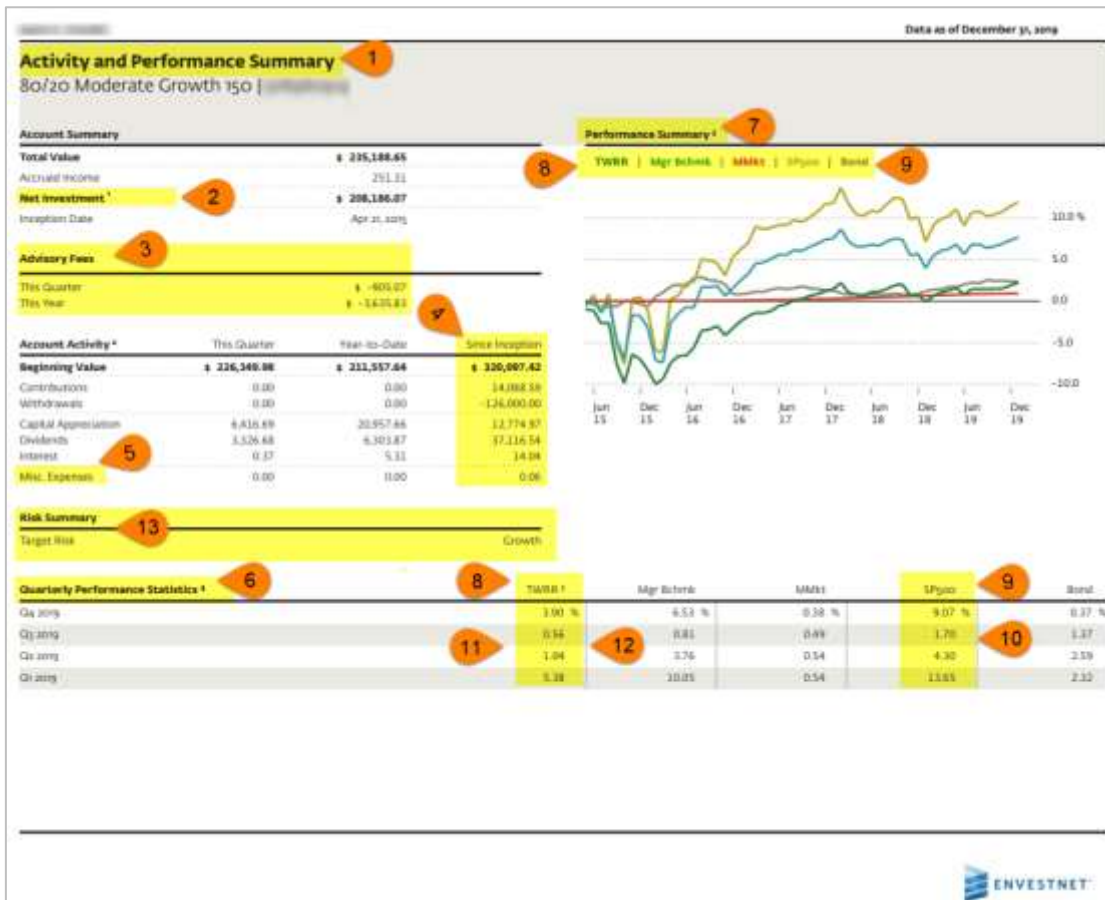 Data as of December 31, 2019
Activity and Performance Summary 1
80/20 Moderate Growth 150 |
Account Summary
Total Value $ 235,188.65
Accrued Income 251.31
Net Investment ¹ 2 $ 208,186.07
Inception Date Apr 21, 2015
Advisory Fees 3
This Quarter $ -905.07
This Year $ -3,635.83
4
Account Activity ⁴ This Quarter Year-to-Date Since Inception
Beginning Value $ 226,349.98 $ 211,557.64 $ 320,097.42
Contributions 0.00 0.00 14,068.59
Withdrawals 0.00 0.00 -126,000.00
Capital Appreciation 6,416.69 20,957.66 12,774.97
Dividends 3,326.68 6,303.87 37,116.54
Interest 0.37 5.31 14.04
5
Misc. Expenses 0.00 0.00 0.06
Risk Summary
13
Target Risk Growth
Performance Summary ² 7
8 TWRR | Mgr Bchmk | MMkt | SP500 | Bond 9
10.0 %
5.0
0.0
-5.0
-10.0
Jun 15 Dec 15 Jun 16 Dec 16 Jun 17 Dec 17 Jun 18 Dec 18 Jun 19 Dec 19
6 8 9
Quarterly Performance Statistics TWRR Mgr Bchmk MMkt SP500 Bond
Q4 2019 3.90 % 6.53 % 0.38 % 9.07 % 0.37 %
Q3 2019 0.56 0.81 0.49 1.70 1.37
11 12 10
Q2 2019 1.04 3.76 0.54 4.30 2.59
Q1 2019 5.38 10.05 0.54 13.65 2.32
ENVESTNET